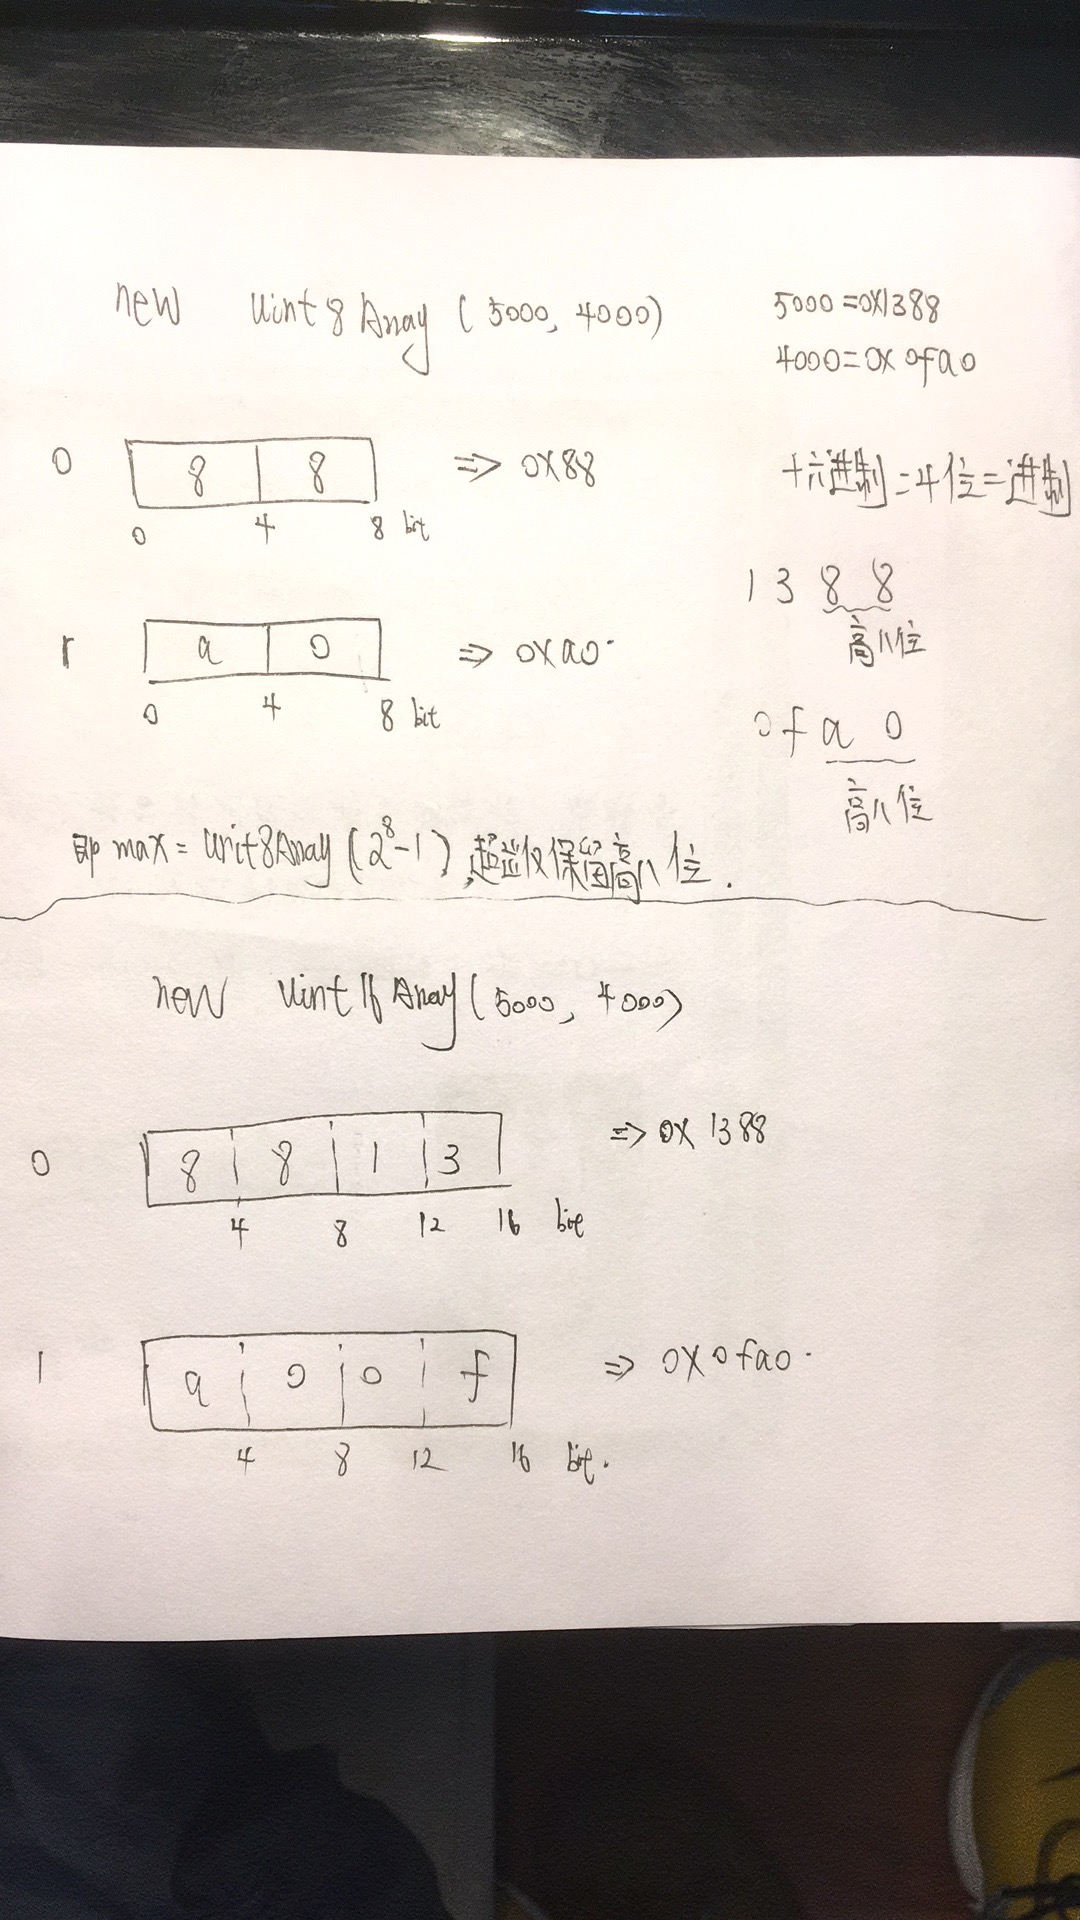 new Uint8Array (5000, 4000)
5000=0X1388
4000=0X 0fa0
十六进制=4位二进制
0 8 8 => 0X88
0 4 8 bit
1 a 0 => 0Xa0.
0 4 8 bit
1 3 8 8
高八位
0 f a 0
高八位
即 max = Unit8Array (2^8-1), 超出仅保留高八位.
new Uint16Array (5000, 4000)
0 8 8 1 3 => 0X 1388
4 8 12 16 bit
1 a 0 0 f => 0X0fa0.
4 8 12 16 bit.